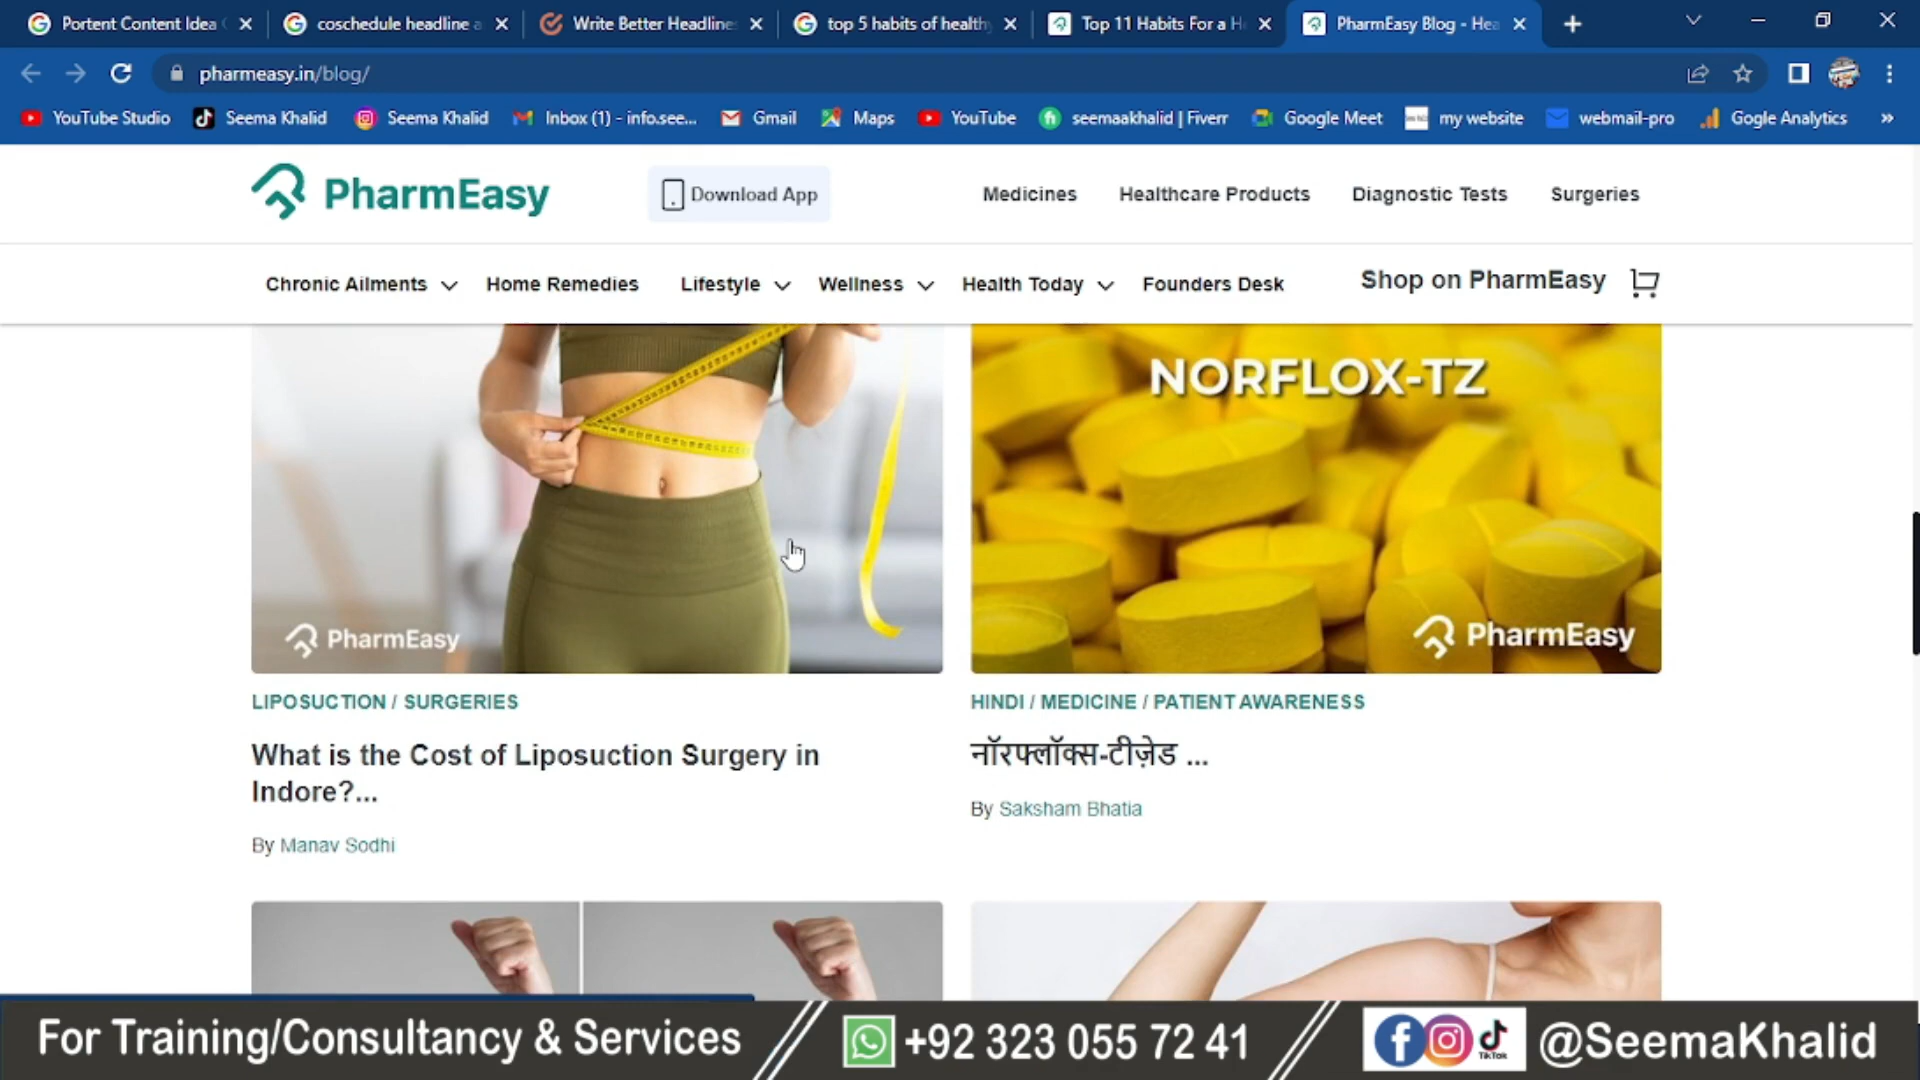 Portent Content Idea
coschedule headline a
Write Better Headline
top 5 habits of health
Top 11 Habits For a H
PharmEasy Blog - Hea
pharmeasy.in/blog/
YouTube Studio
Seema Khalid
Seema Khalid
Inbox (1) - info.see...
Gmail
Maps
YouTube
seemaakhalid | Fiverr
Google Meet
my website
webmail-pro
Gogle Analytics
»
PharmEasy
Download App
Medicines
Healthcare Products
Diagnostic Tests
Surgeries
Chronic Ailments
Home Remedies
Lifestyle
Wellness
Health Today
Founders Desk
Shop on PharmEasy
NORFLOX-TZ
PharmEasy
PharmEasy
LIPOSUCTION / SURGERIES
What is the Cost of Liposuction Surgery in
Indore?...
By Manav Sodhi
HINDI / MEDICINE / PATIENT AWARENESS
नॉरफ्लॉक्स-टीज़ेड ...
By Saksham Bhatia
For Training/Consultancy & Services
+92 323 055 72 41
TikTok
@SeemaKhalid